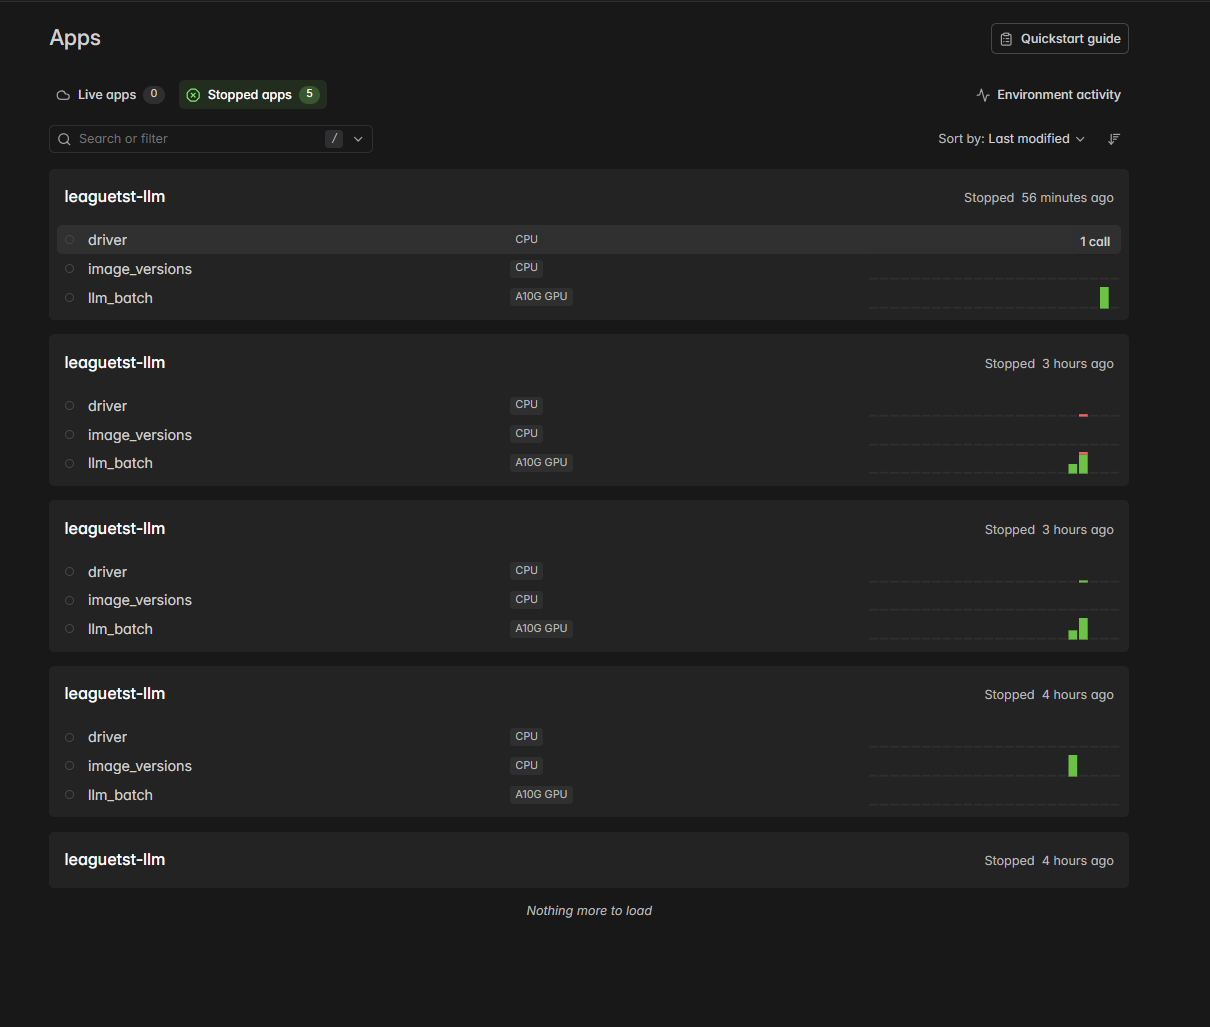 Apps
Quickstart guide
Live apps 0
Stopped apps 5
Environment activity
Search or filter /
Sort by: Last modified
leaguetst-llm
Stopped 56 minutes ago
driver CPU 1 call
image_versions CPU
llm_batch A10G GPU
leaguetst-llm
Stopped 3 hours ago
driver CPU
image_versions CPU
llm_batch A10G GPU
leaguetst-llm
Stopped 3 hours ago
driver CPU
image_versions CPU
llm_batch A10G GPU
leaguetst-llm
Stopped 4 hours ago
driver CPU
image_versions CPU
llm_batch A10G GPU
leaguetst-llm
Stopped 4 hours ago
Nothing more to load